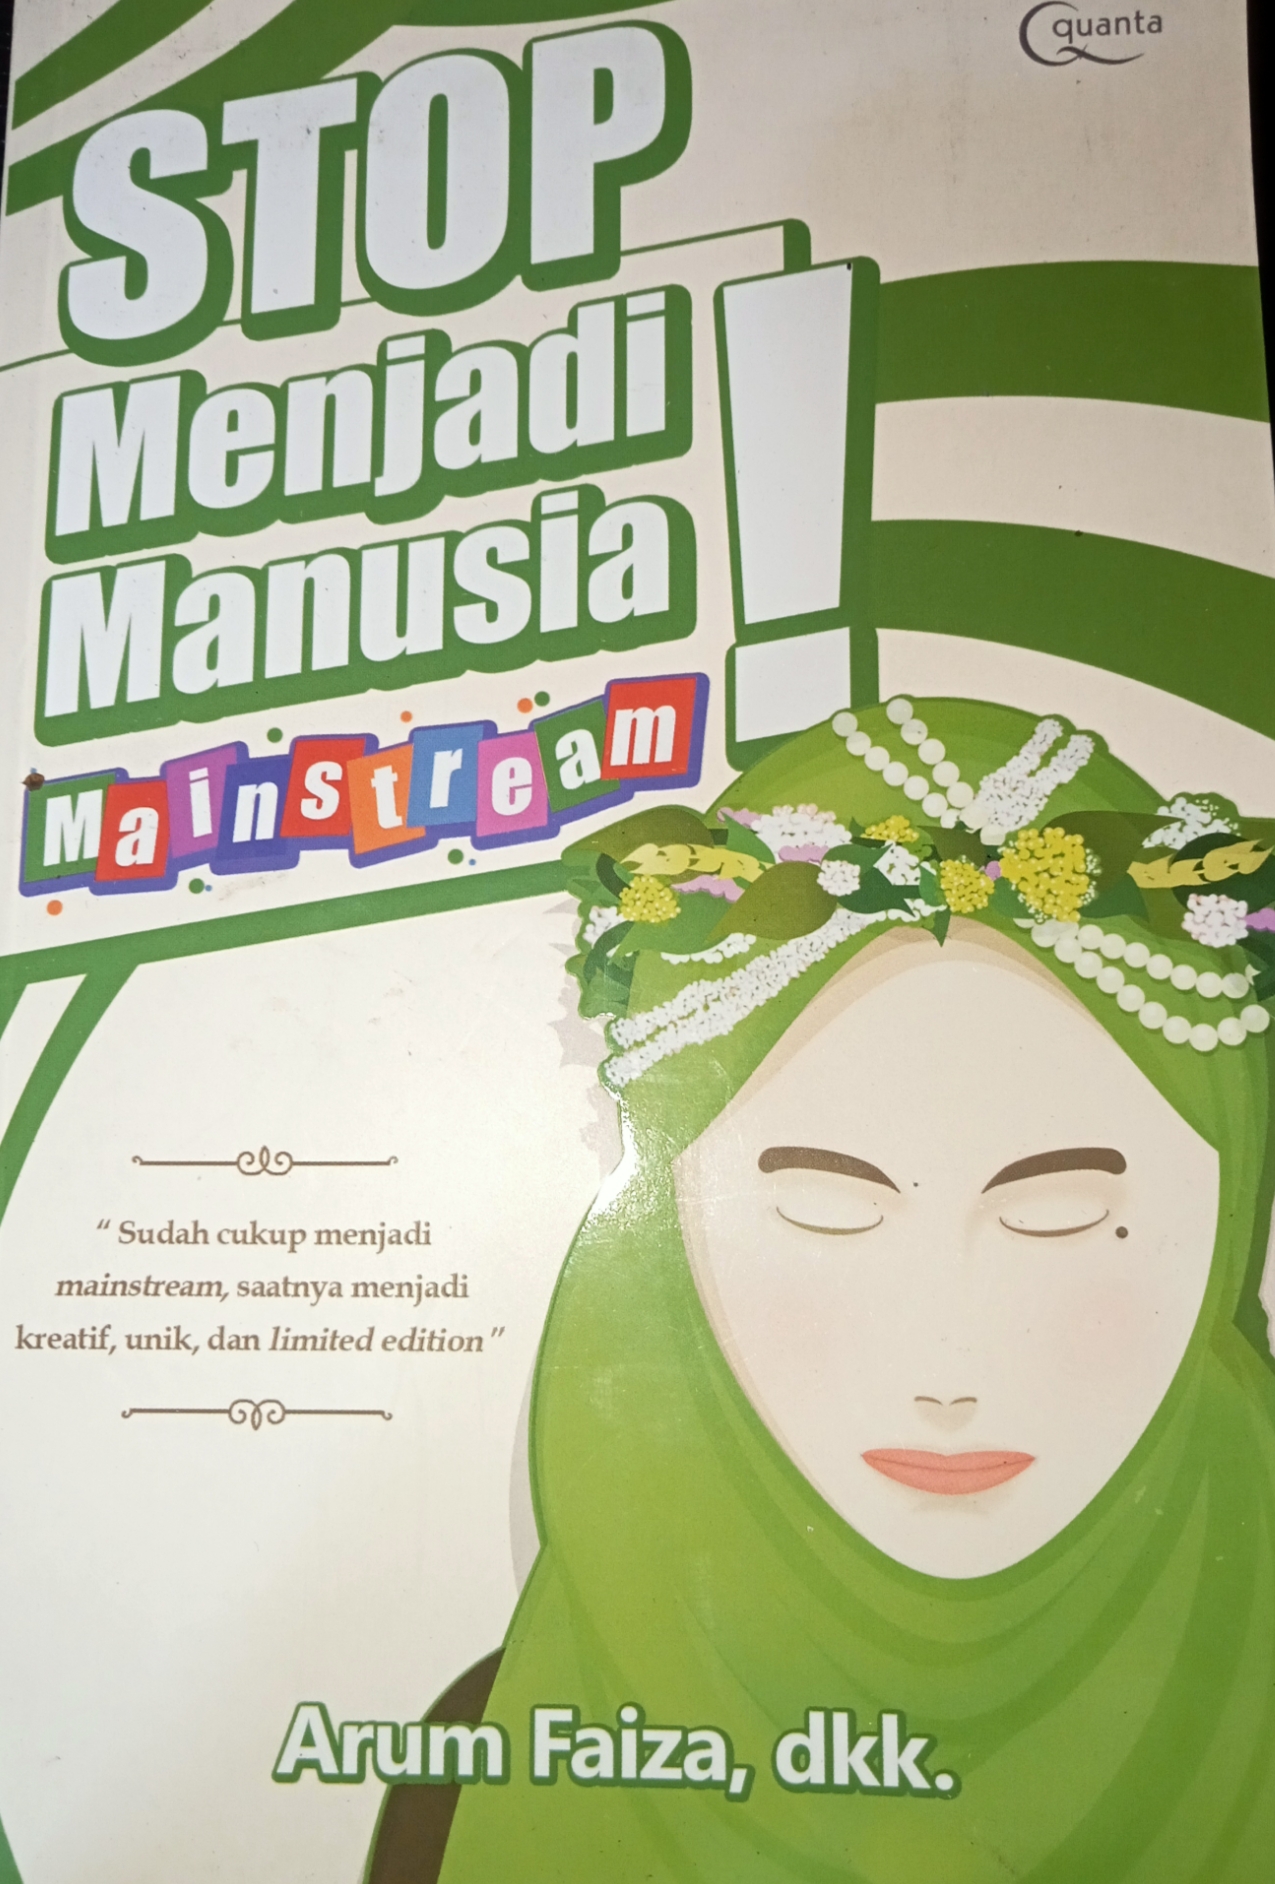 quanta
STOP
Menjadi
Manusia!
Mainstream
“ Sudah cukup menjadi
mainstream, saatnya menjadi
kreatif, unik, dan limited edition ”
Arum Faiza, dkk.